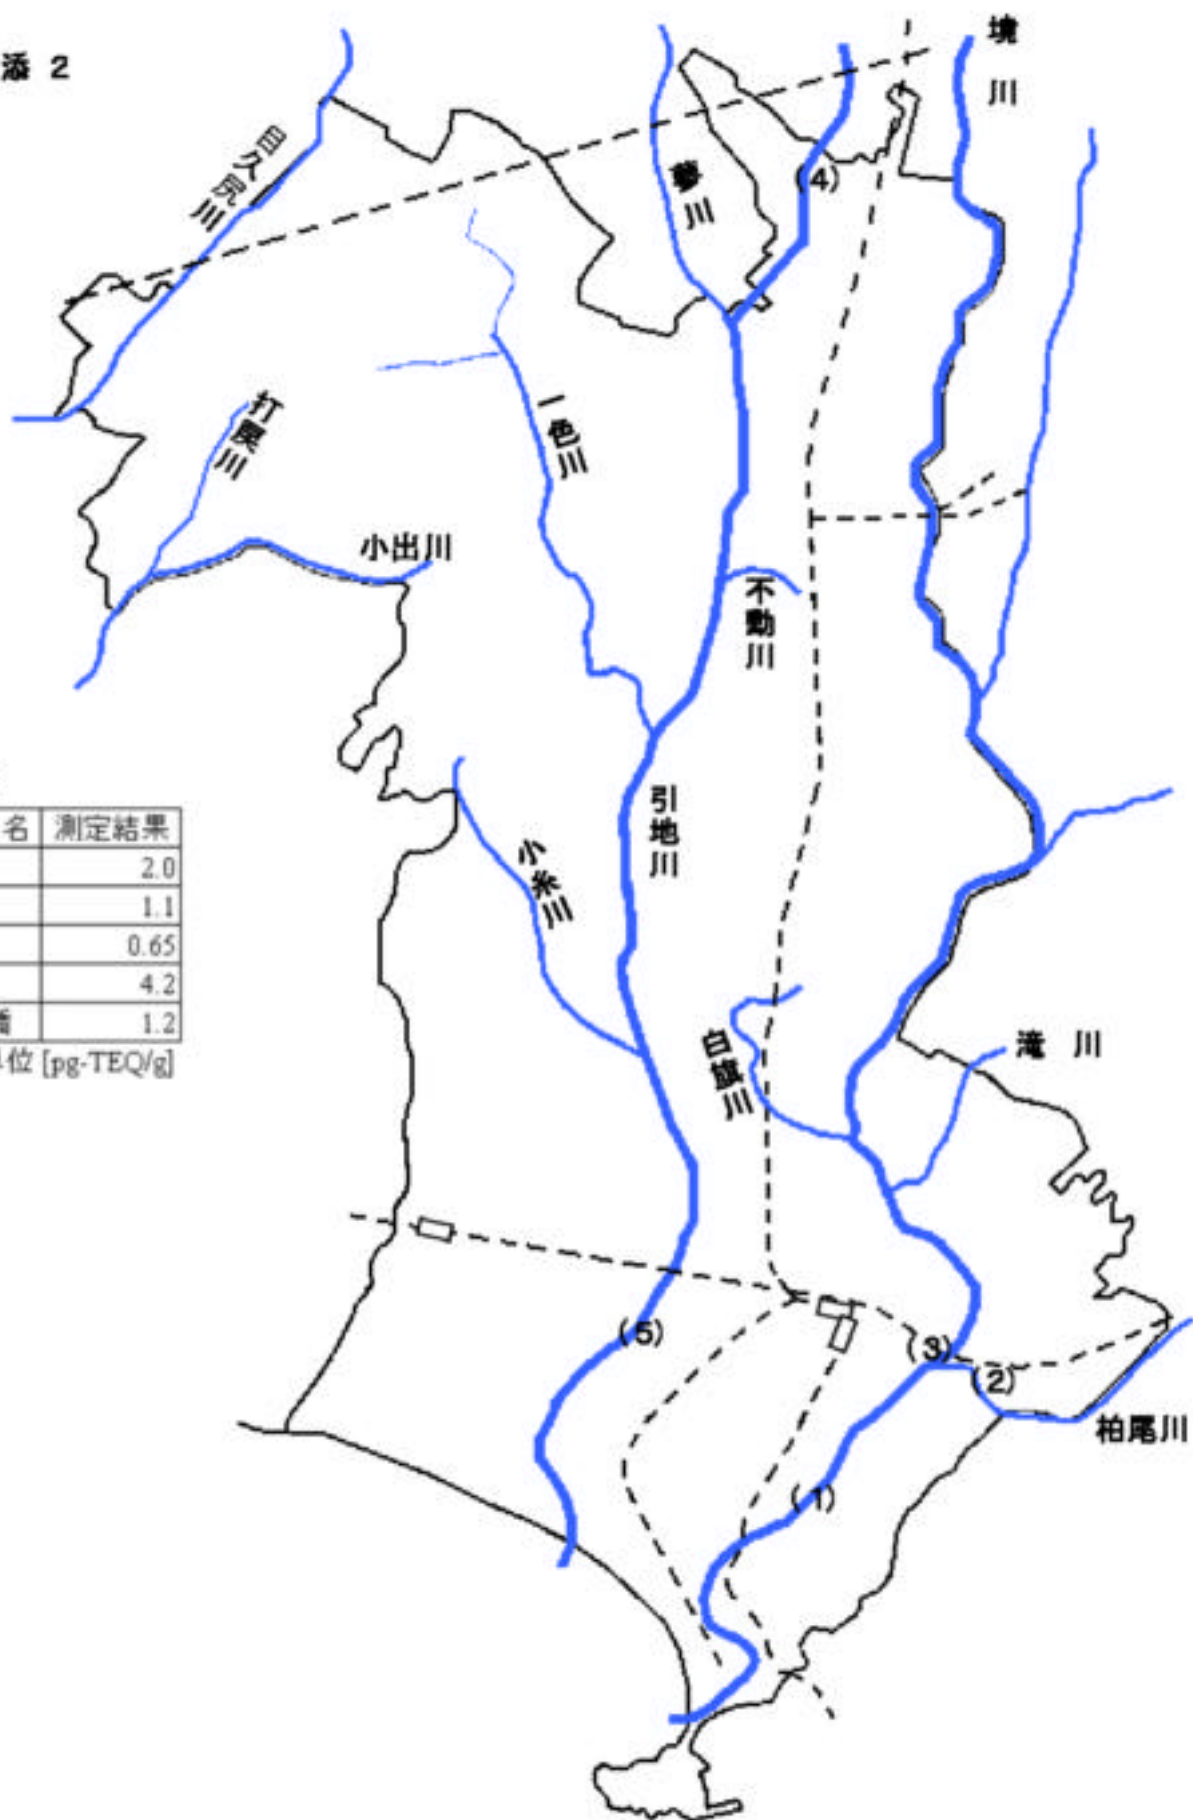 添 2
境川
目久尻川
蓼川
(4)
打戻川
一色川
小出川
不動川
引地川
名 測定結果
2.0
1.1
0.65
4.2
橋 1.2
位 [pg-TEQ/g]
小糸川
白旗川
滝 川
(5)
(3)
(2)
柏尾川
(1)